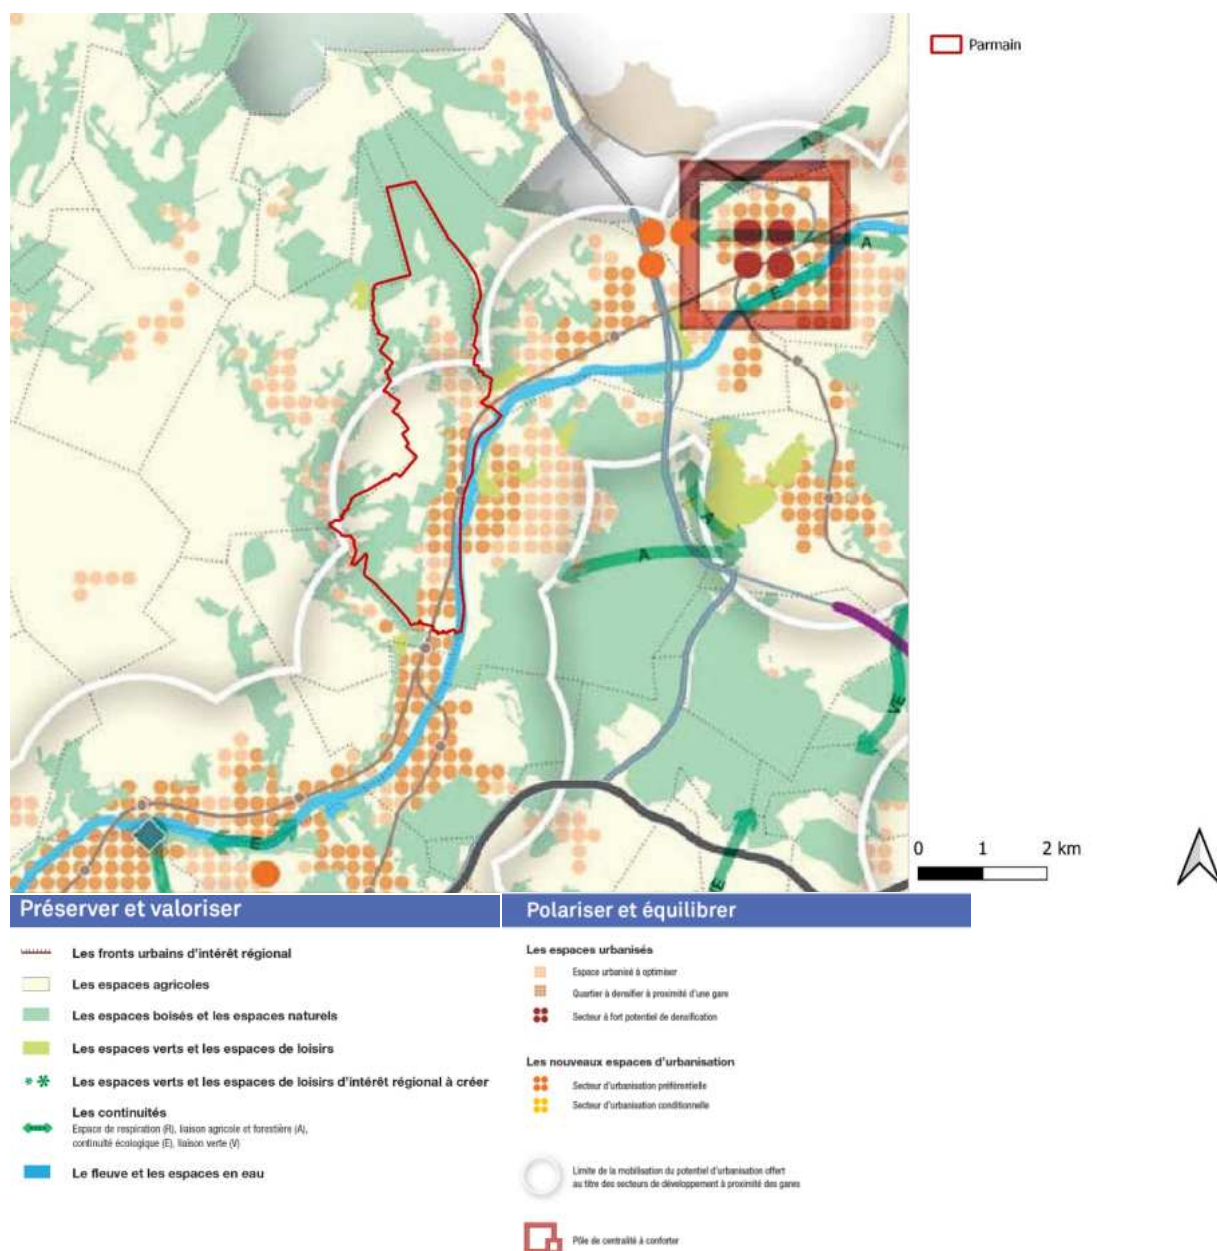 Parmain
A
A
E
A
A
VE
E
E
0 1 2 km
Préserver et valoriser
Les fronts urbains d'intérêt régional
Les espaces agricoles
Les espaces boisés et les espaces naturels
Les espaces verts et les espaces de loisirs
Les espaces verts et les espaces de loisirs d'intérêt régional à créer
Les continuités
Espace de respiration (R), liaison agricole et forestière (A),
continuité écologique (E), liaison verte (V)
Le fleuve et les espaces en eau
Polariser et équilibrer
Les espaces urbanisés
Espace urbanisé à optimiser
Quartier à densifier à proximité d'une gare
Secteur à fort potentiel de densification
Les nouveaux espaces d'urbanisation
Secteur d'urbanisation préférentielle
Secteur d'urbanisation conditionnelle
Limite de la mobilisation du potentiel d'urbanisation offert
au titre des secteurs de développement à proximité des gares
Pôle de centralité à conforter